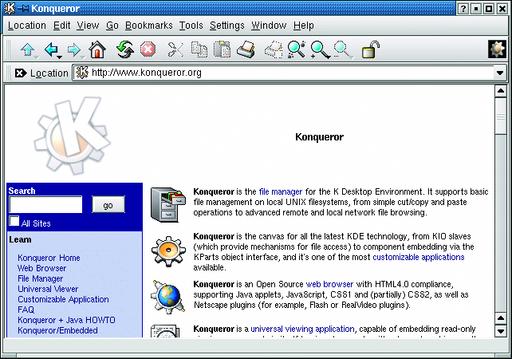 Konqueror
Location Edit View Go Bookmarks Tools Settings Window Help
Location http://www.konqueror.org
Konqueror
Search
go
All Sites
Learn
Konqueror Home
Web Browser
File Manager
Universal Viewer
Customizable Application
FAQ
Konqueror + Java HOWTO
Konqueror/Embedded
Konqueror is the file manager for the K Desktop Environment. It supports basic
file management on local UNIX filesystems, from simple cut/copy and paste
operations to advanced remote and local network file browsing.
Konqueror is the canvas for all the latest KDE technology, from KIO slaves
(which provide mechanisms for file access) to component embedding via the
KParts object interface, and it's one of the most customizable applications
available.
Konqueror is an Open Source web browser with HTML4.0 compliance,
supporting Java applets, JavaScript, CSS1 and (partially) CSS2, as well as
Netscape plugins (for example, Flash or RealVideo plugins).
Konqueror is a universal viewing application, capable of embedding read-only